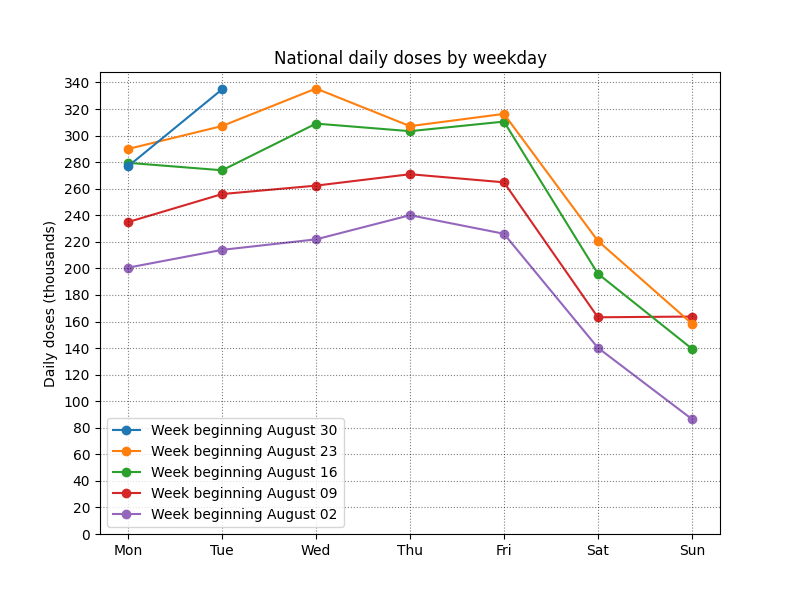 National daily doses by weekday
Daily doses (thousands)
340
320
300
280
260
240
220
200
180
160
140
120
100
80
60
40
20
0
Week beginning August 30
Week beginning August 23
Week beginning August 16
Week beginning August 09
Week beginning August 02
Mon Tue Wed Thu Fri Sat Sun